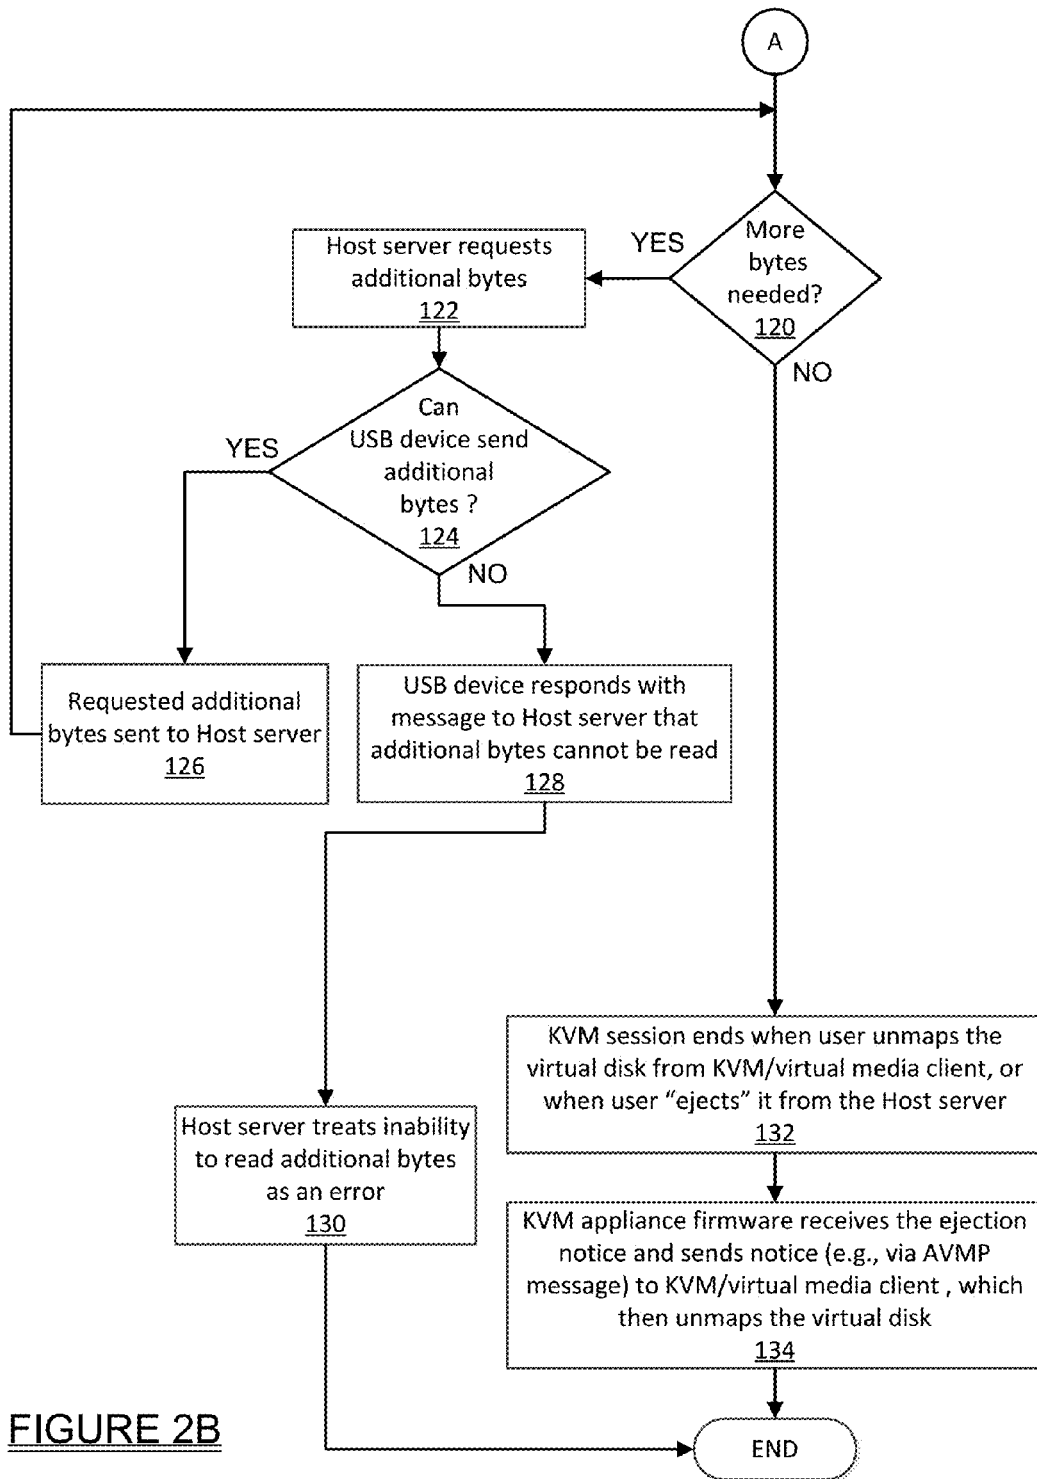 A
More
bytes
needed?
120
YES
NO
Host server requests
additional bytes
122
Can
USB device send
additional
bytes ?
124
YES
NO
Requested additional
bytes sent to Host server
126
USB device responds with
message to Host server that
additional bytes cannot be read
128
Host server treats inability
to read additional bytes
as an error
130
KVM session ends when user unmaps the
virtual disk from KVM/virtual media client, or
when user “ejects” it from the Host server
132
KVM appliance firmware receives the ejection
notice and sends notice (e.g., via AVMP
message) to KVM/virtual media client , which
then unmaps the virtual disk
134
END
FIGURE 2B